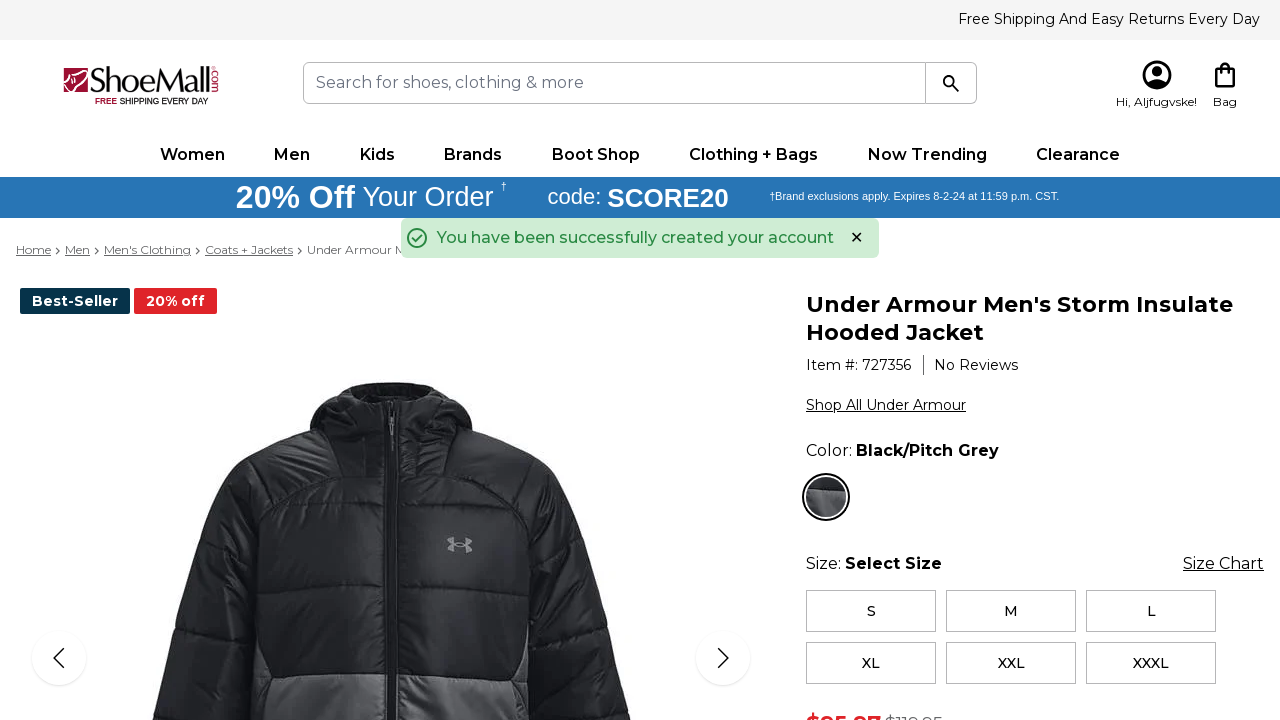 Free Shipping And Easy Returns Every Day
ShoeMall.com
FREE SHIPPING EVERY DAY
Search for shoes, clothing & more
Hi, Aljfugvske!
Bag
Women
Men
Kids
Brands
Boot Shop
Clothing + Bags
Now Trending
Clearance
20% Off Your Order †
code: SCORE20
†Brand exclusions apply. Expires 8-2-24 at 11:59 p.m. CST.
You have been successfully created your account ✕
Home > Men > Men's Clothing > Coats + Jackets > Under Armour
Best-Seller
20% off
Under Armour Men's Storm Insulate
Hooded Jacket
Item #: 727356
No Reviews
Shop All Under Armour
Color: Black/Pitch Grey
Size: Select Size
Size Chart
S
M
L
XL
XXL
XXXL